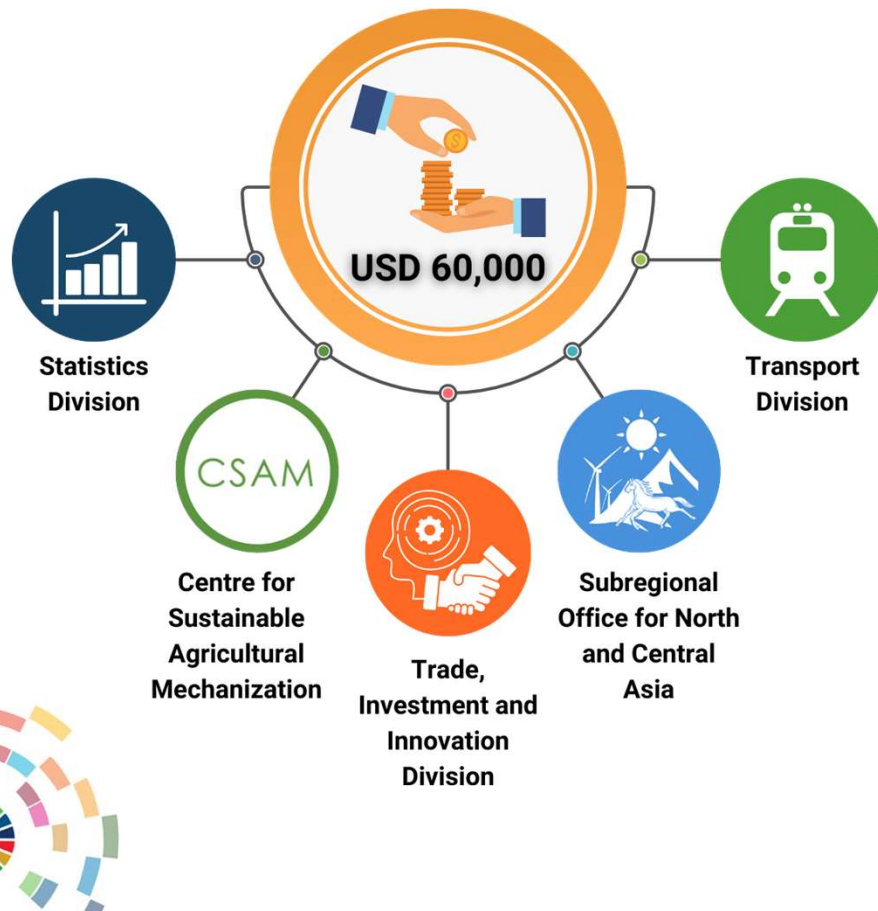 USD 60,000
Statistics
Division
Transport
Division
CSAM
Centre for
Sustainable
Agricultural
Mechanization
Trade,
Investment and
Innovation
Division
Subregional
Office for North
and Central
Asia